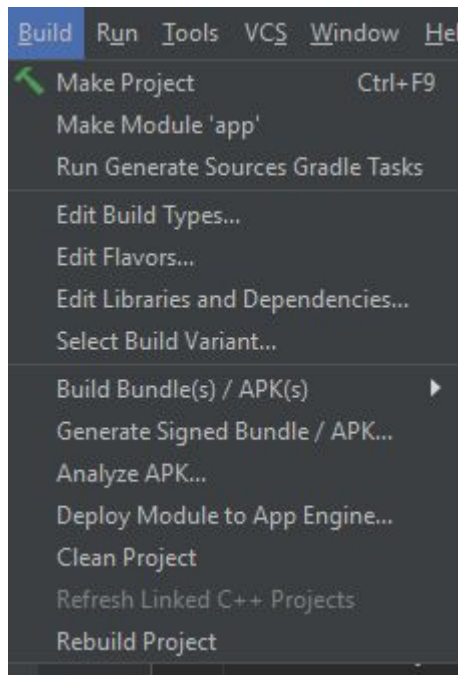 Build Run Tools VCS Window Hel
Make Project Ctrl+F9
Make Module 'app'
Run Generate Sources Gradle Tasks
Edit Build Types...
Edit Flavors...
Edit Libraries and Dependencies...
Select Build Variant...
Build Bundle(s) / APK(s)
Generate Signed Bundle / APK...
Analyze APK...
Deploy Module to App Engine...
Clean Project
Refresh Linked C++ Projects
Rebuild Project